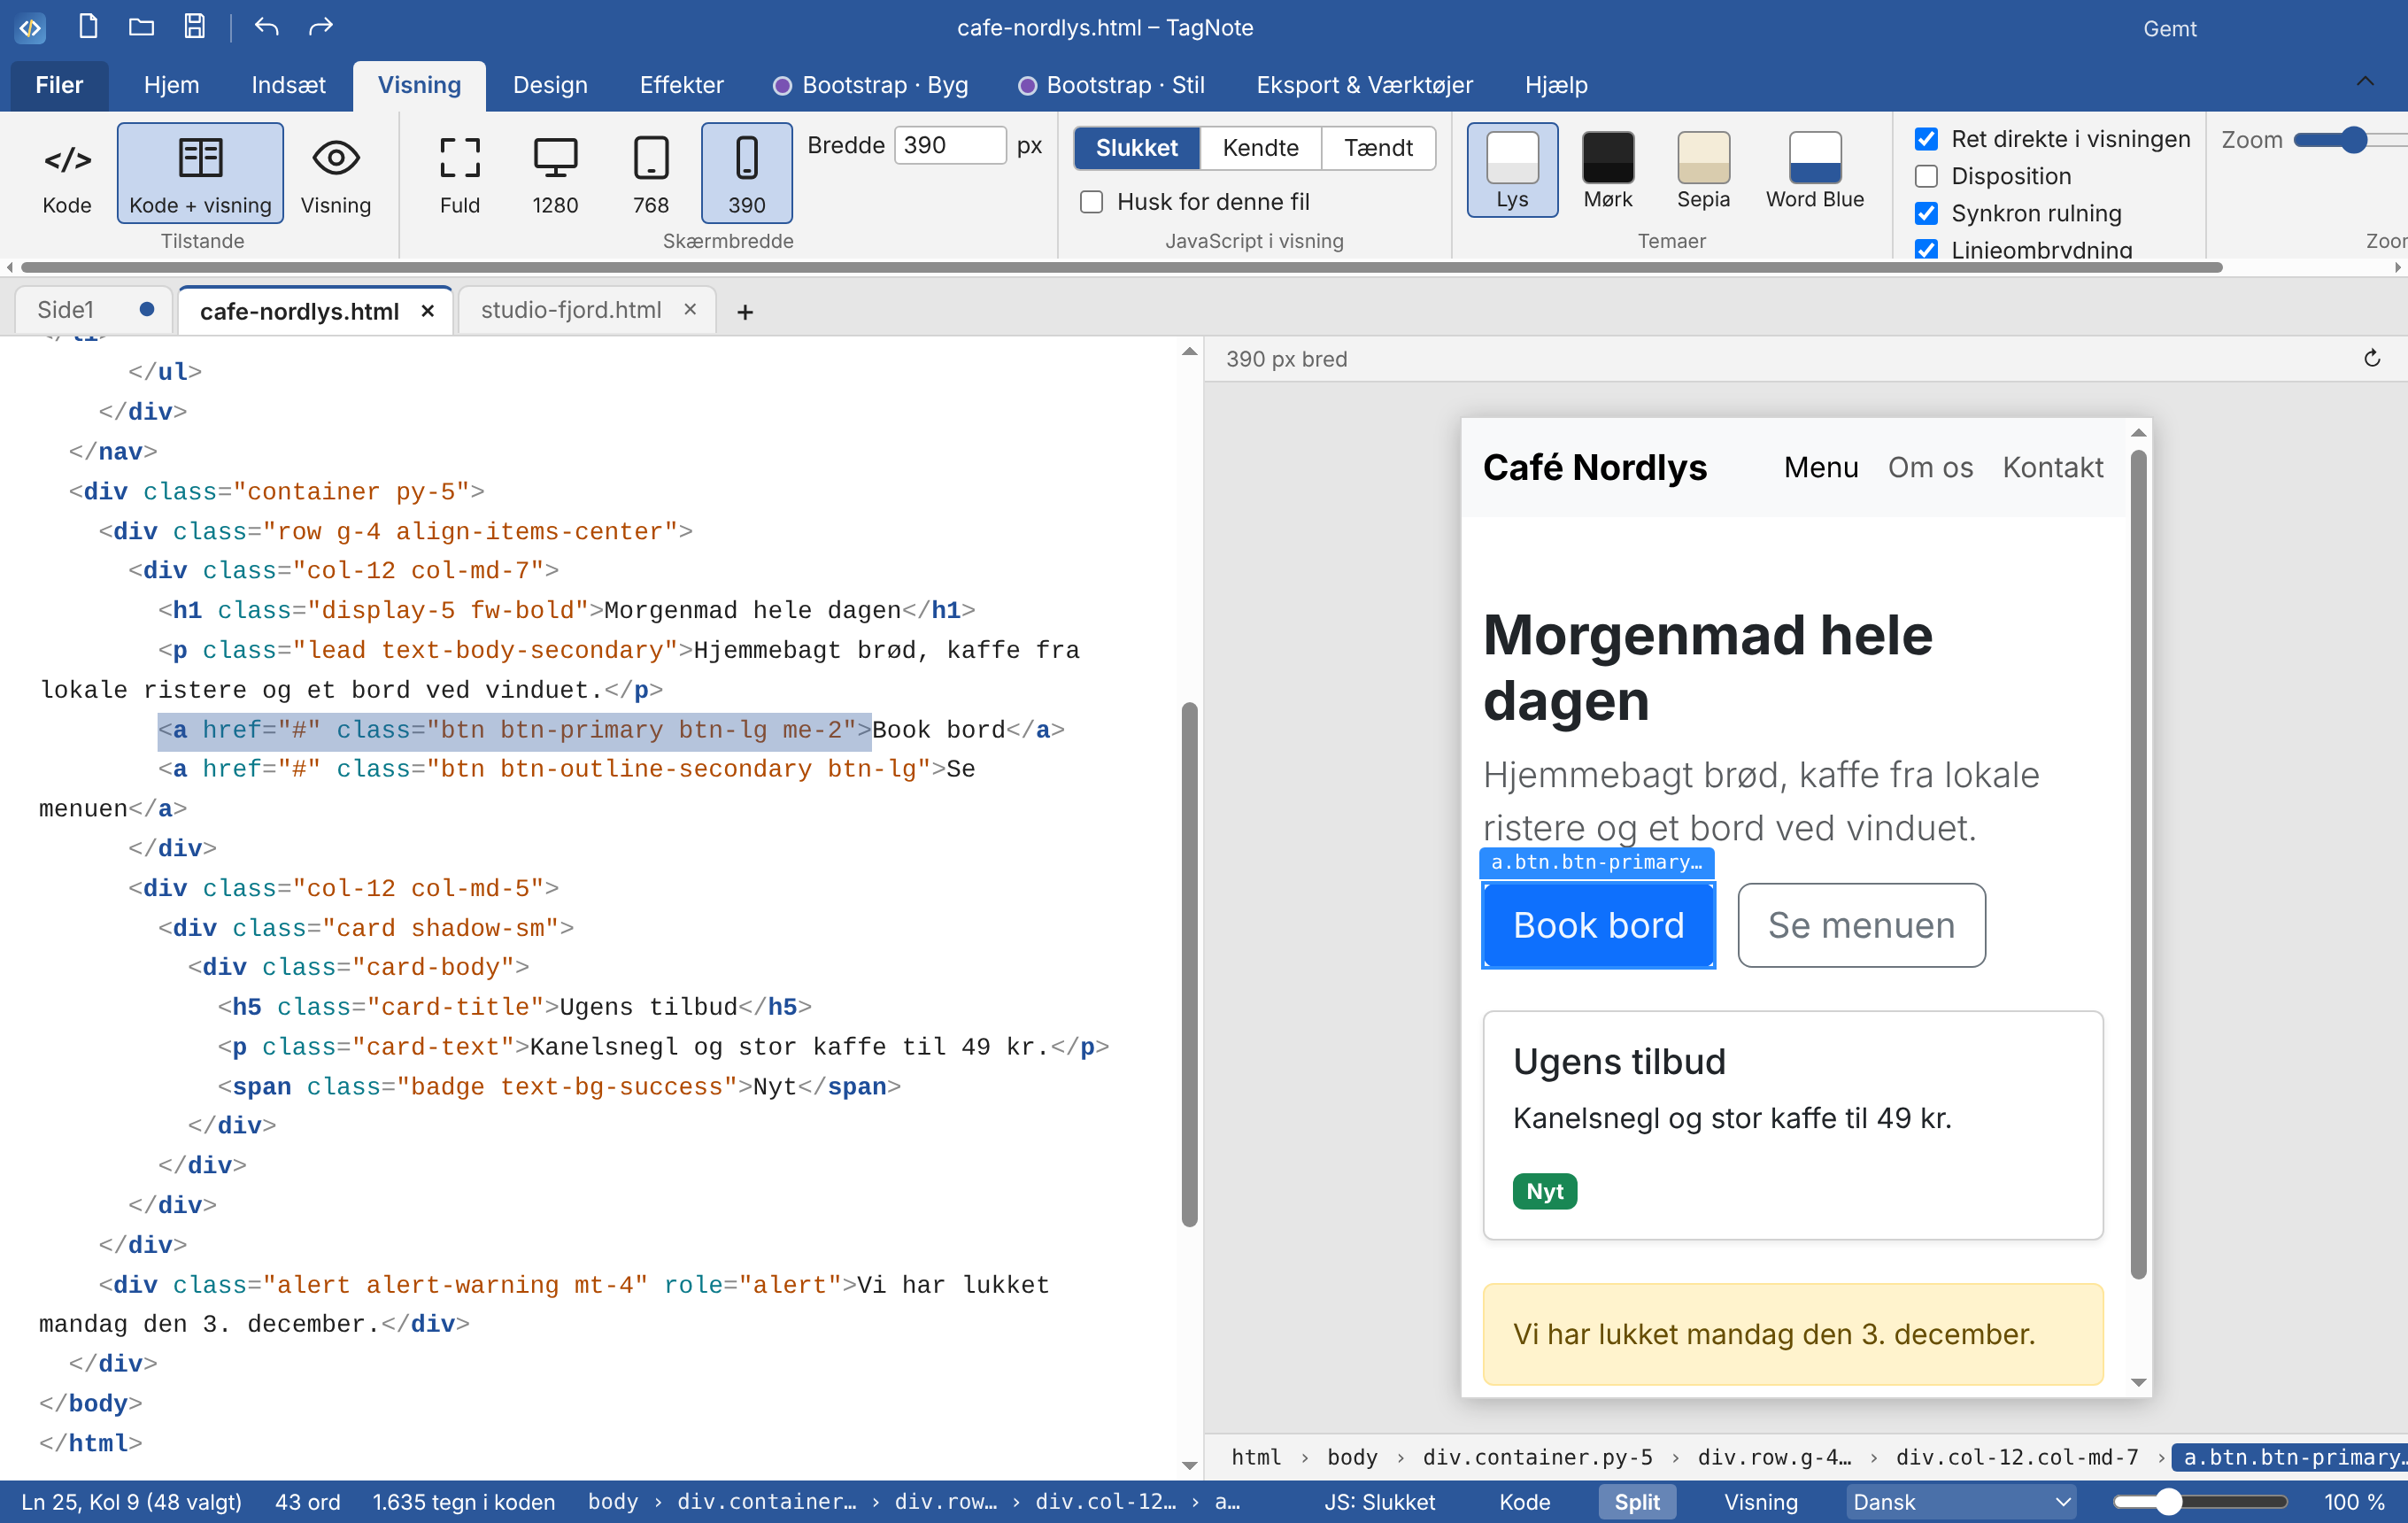 cafe-nordlys.html – TagNote
Gemt
Filer Hjem Indsæt Visning Design Effekter Bootstrap · Byg Bootstrap · Stil Eksport & Værktøjer Hjælp
Kode
Kode + visning
Visning
Tilstande
Fuld
1280
768
390
Bredde 390 px
Skærmbredde
Slukket Kendte Tændt
Husk for denne fil
JavaScript i visning
Lys
Mørk
Sepia
Word Blue
Temaer
Ret direkte i visningen
Disposition
Synkron rulning
Linieombrydning
Zoom
Side1
cafe-nordlys.html ×
studio-fjord.html ×
+
</ul>
</div>
</nav>
<div class="container py-5">
<div class="row g-4 align-items-center">
<div class="col-12 col-md-7">
<h1 class="display-5 fw-bold">Morgenmad hele dagen</h1>
<p class="lead text-body-secondary">Hjemmebagt brød, kaffe fra
lokale ristere og et bord ved vinduet.</p>
<a href="#" class="btn btn-primary btn-lg me-2">Book bord</a>
<a href="#" class="btn btn-outline-secondary btn-lg">Se
menuen</a>
</div>
<div class="col-12 col-md-5">
<div class="card shadow-sm">
<div class="card-body">
<h5 class="card-title">Ugens tilbud</h5>
<p class="card-text">Kanelsnegl og stor kaffe til 49 kr.</p>
<span class="badge text-bg-success">Nyt</span>
</div>
</div>
</div>
</div>
<div class="alert alert-warning mt-4" role="alert">Vi har lukket
mandag den 3. december.</div>
</div>
</body>
</html>
390 px bred
Café Nordlys Menu Om os Kontakt
Morgenmad hele
dagen
Hjemmebagt brød, kaffe fra lokale
ristere og et bord ved vinduet.
a.btn.btn-primary…
Book bord Se menuen
Ugens tilbud
Kanelsnegl og stor kaffe til 49 kr.
Nyt
Vi har lukket mandag den 3. december.
html › body › div.container.py-5 › div.row.g-4… › div.col-12.col-md-7 › a.btn.btn-primary…
Ln 25, Kol 9 (48 valgt) 43 ord 1.635 tegn i koden body › div.container… › div.row… › div.col-12… › a… JS: Slukket Kode Split Visning Dansk 100 %